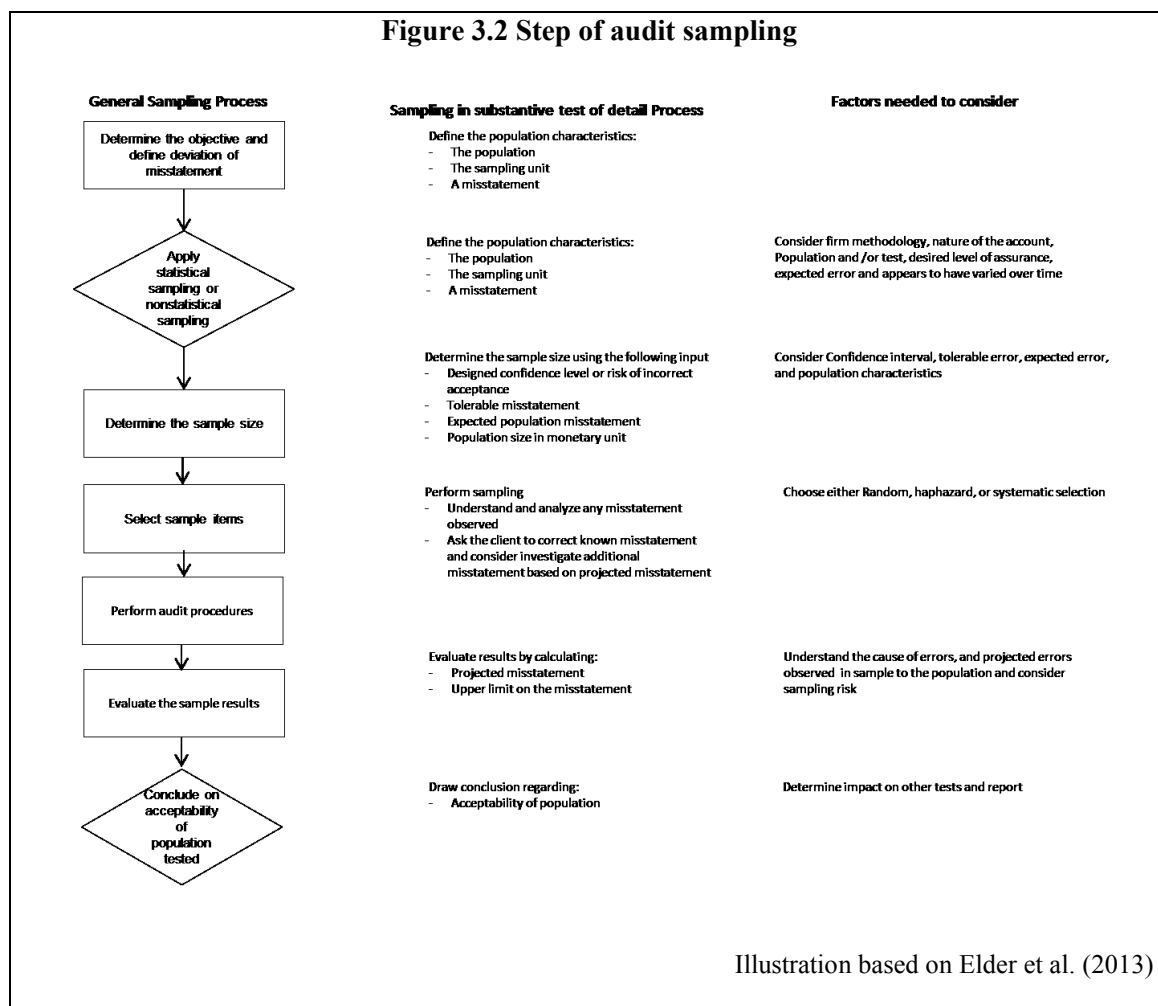 Figure 3.2 Step of audit sampling
General Sampling Process
Sampling in substantive test of detail Process
Factors needed to consider
Determine the objective and
define deviation of
misstatement
Define the population characteristics:
- The population
- The sampling unit
- A misstatement
Apply
statistical
sampling or
nonstatistical
sampling
Define the population characteristics:
- The population
- The sampling unit
- A misstatement
Consider firm methodology, nature of the account,
Population and /or test, desired level of assurance,
expected error and appears to have varied over time
Determine the sample size
Determine the sample size using the following input
- Designed confidence level or risk of incorrect
acceptance
- Tolerable misstatement
- Expected population misstatement
- Population size in monetary unit
Consider Confidence interval, tolerable error, expected error,
and population characteristics
Select sample items
Perform sampling
- Understand and analyze any misstatement
observed
- Ask the client to correct known misstatement
and consider investigate additional
misstatement based on projected misstatement
Choose either Random, haphazard, or systematic selection
Perform audit procedures
Evaluate the sample results
Evaluate results by calculating:
- Projected misstatement
- Upper limit on the misstatement
Understand the cause of errors, and projected errors
observed in sample to the population and consider
sampling risk
Conclude on
acceptability
of
population
tested
Draw conclusion regarding:
- Acceptability of population
Determine impact on other tests and report
Illustration based on Elder et al. (2013)